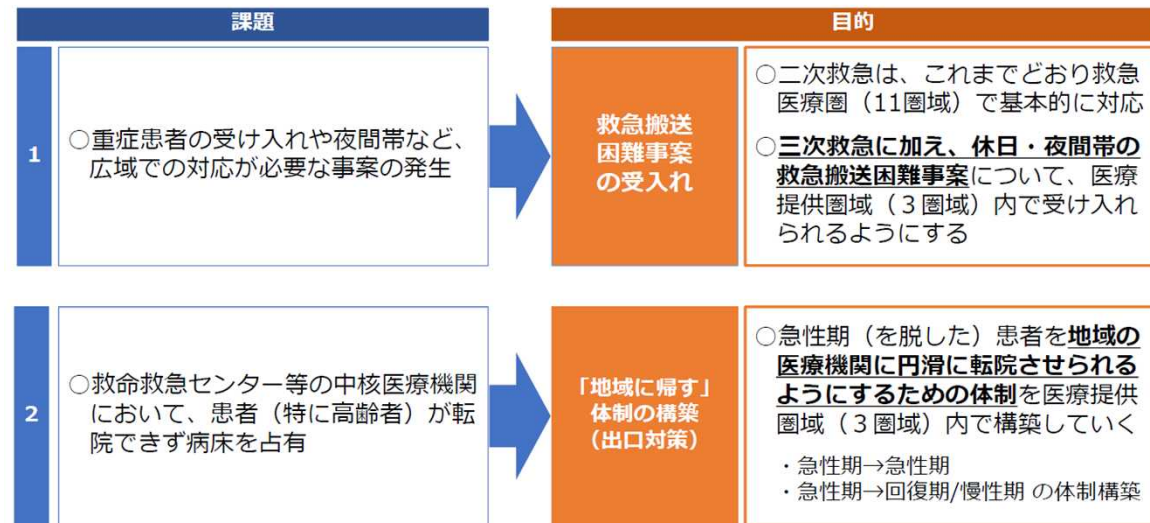 課題
目的
1
○重症患者の受け入れや夜間帯など、
広域での対応が必要な事案の発生
救急搬送
困難事案
の受入れ
○二次救急は、これまでどおり救急
医療圏（11圏域）で基本的に対応
○三次救急に加え、休日・夜間帯の
救急搬送困難事案について、医療
提供圏域（３圏域）内で受け入れ
られるようにする
2
○救命救急センター等の中核医療機関
において、患者（特に高齢者）が転
院できず病床を占有
「地域に帰す」
体制の構築
（出口対策）
○急性期（を脱した）患者を地域の
医療機関に円滑に転院させられる
ようにするための体制を医療提供
圏域（３圏域）内で構築していく
・急性期→急性期
・急性期→回復期/慢性期 の体制構築